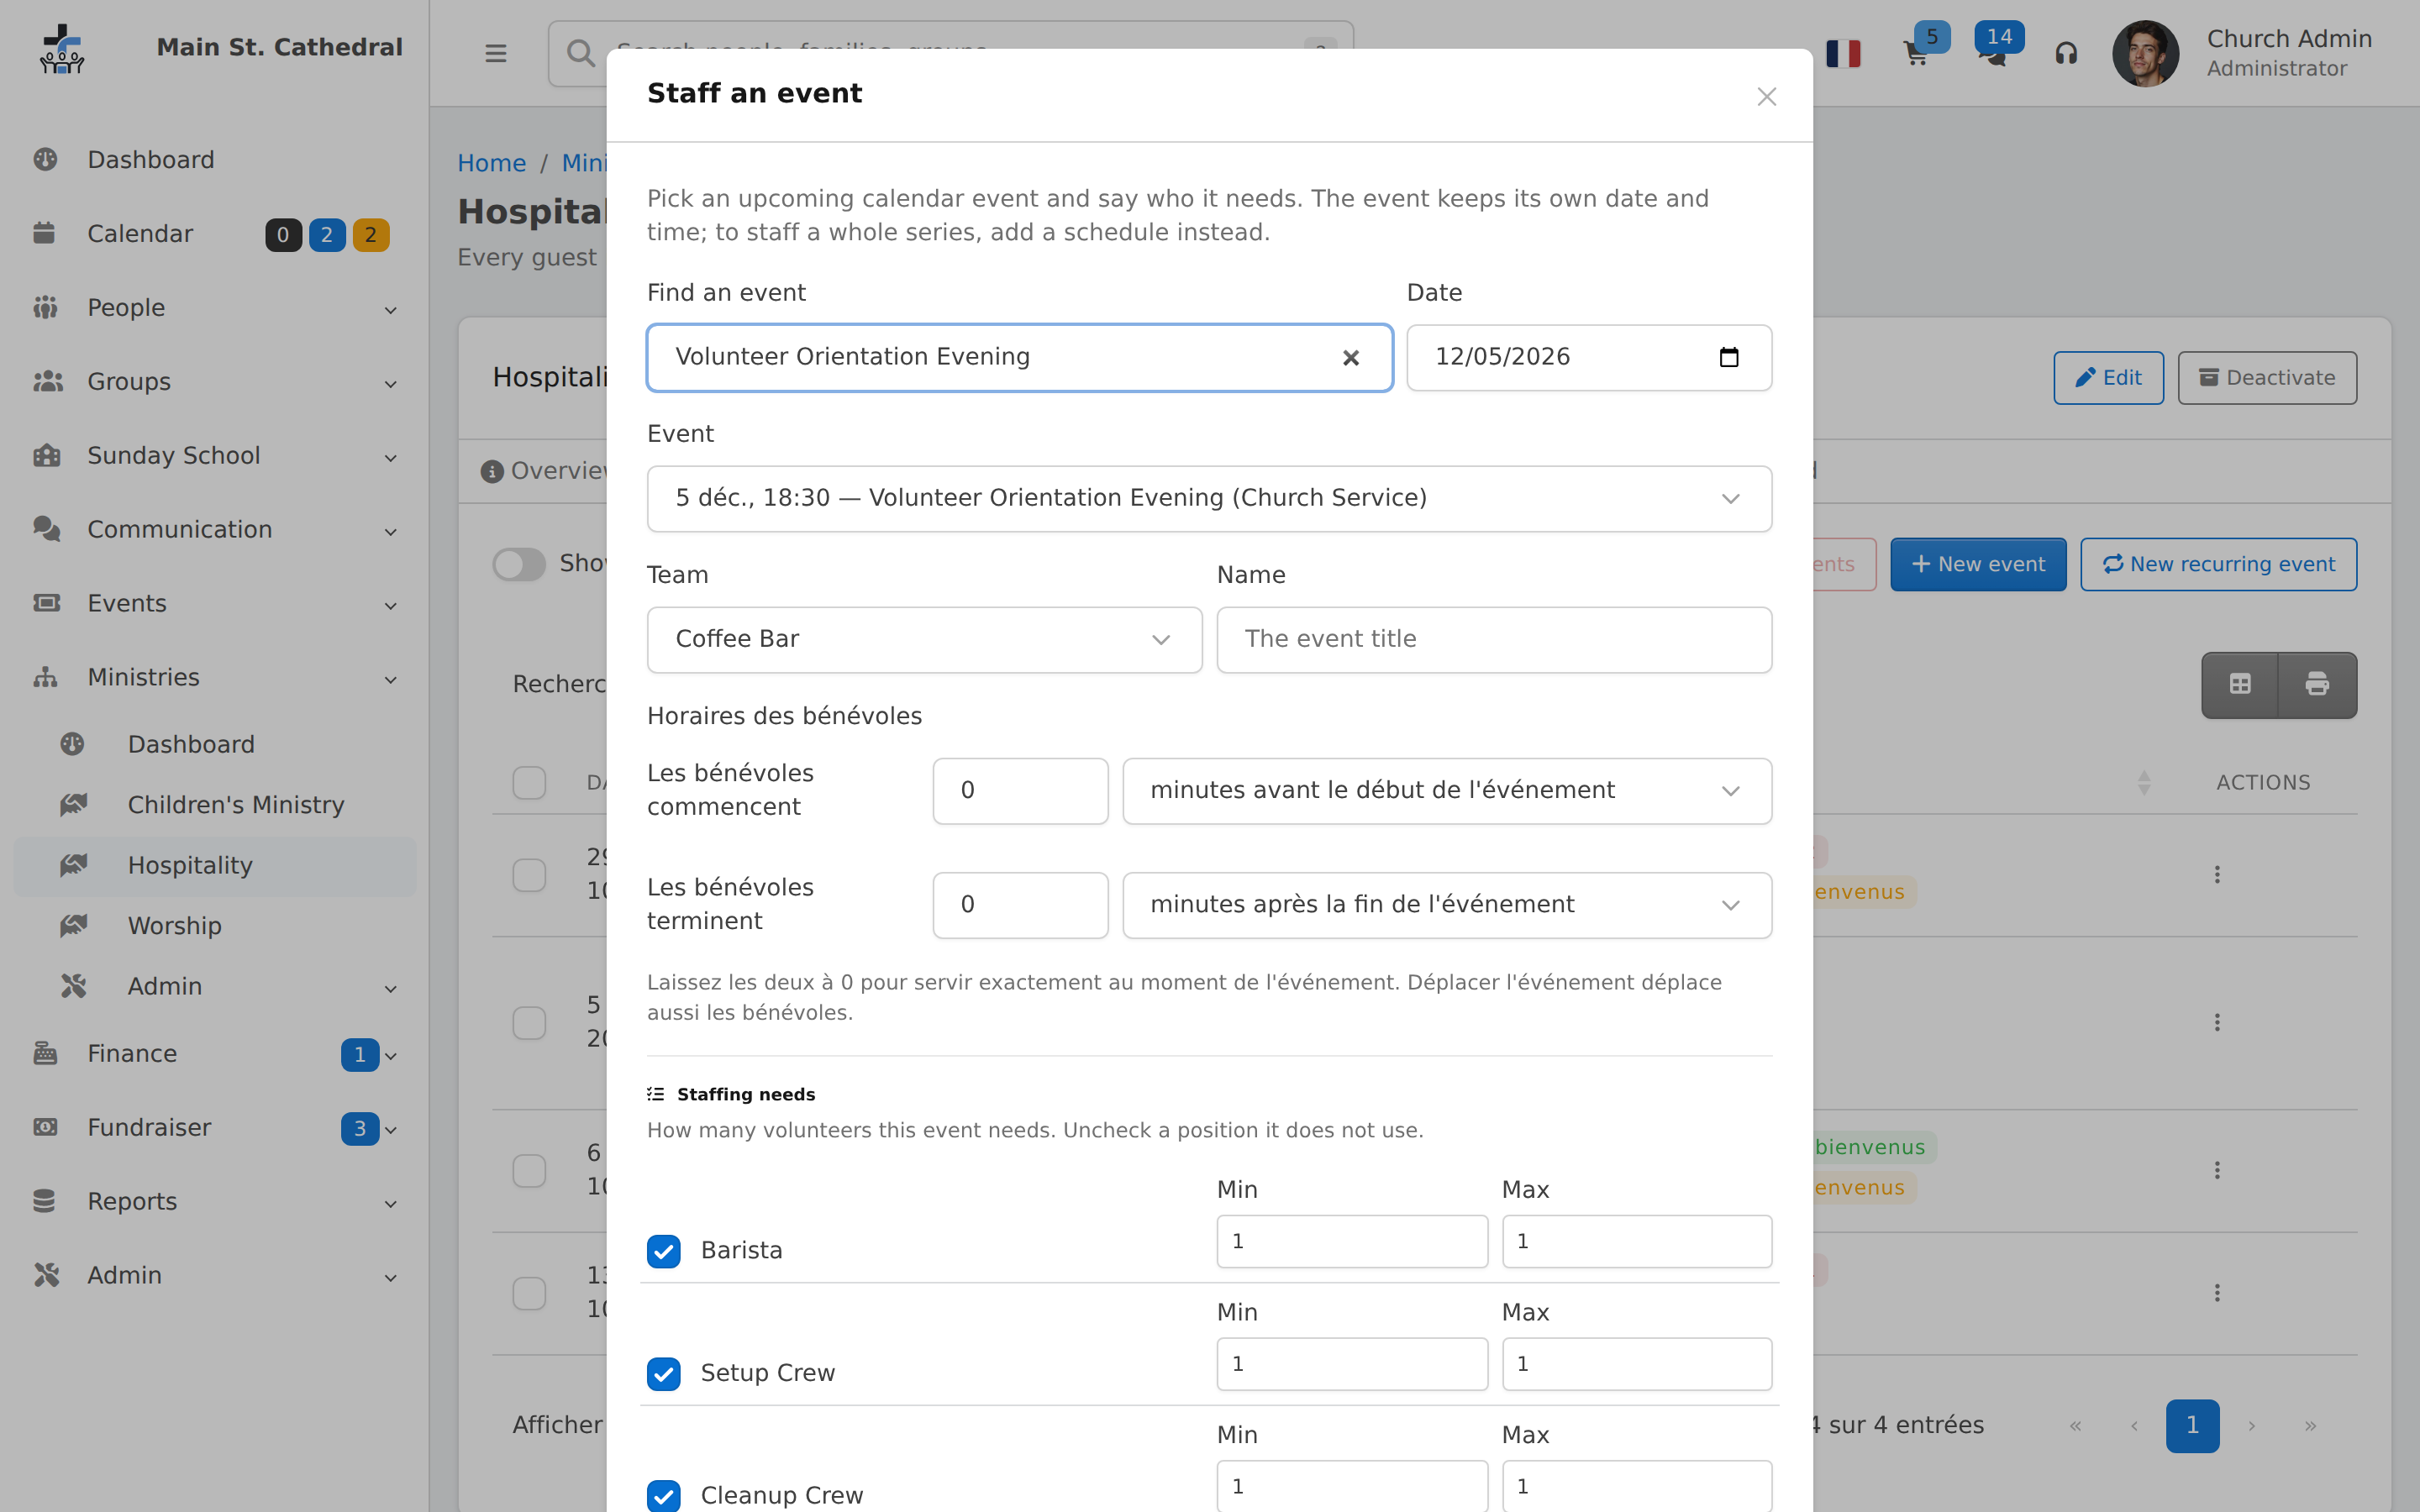 Main St. Cathedral
5
14
Church Admin
Administrator
Dashboard
Calendar
0
2
2
People
Groups
Sunday School
Communication
Events
Ministries
Dashboard
Children's Ministry
Hospitality
Worship
Admin
Finance
1
Fundraiser
3
Reports
Admin
Home /
Every guest
Edit
Deactivate
New event
New recurring event
ACTIONS
4 sur 4 entrées
«
‹
1
›
»
Afficher
Staff an event
Pick an upcoming calendar event and say who it needs. The event keeps its own date and
time; to staff a whole series, add a schedule instead.
Find an event
Date
Volunteer Orientation Evening
12/05/2026
Event
5 déc., 18:30 — Volunteer Orientation Evening (Church Service)
Team
Name
Coffee Bar
The event title
Horaires des bénévoles
Les bénévoles
commencent
0
minutes avant le début de l'événement
Les bénévoles
terminent
0
minutes après la fin de l'événement
Laissez les deux à 0 pour servir exactement au moment de l'événement. Déplacer l'événement déplace
aussi les bénévoles.
Staffing needs
How many volunteers this event needs. Uncheck a position it does not use.
Min
Max
Barista
1
1
Min
Max
Setup Crew
1
1
Min
Max
Cleanup Crew
1
1